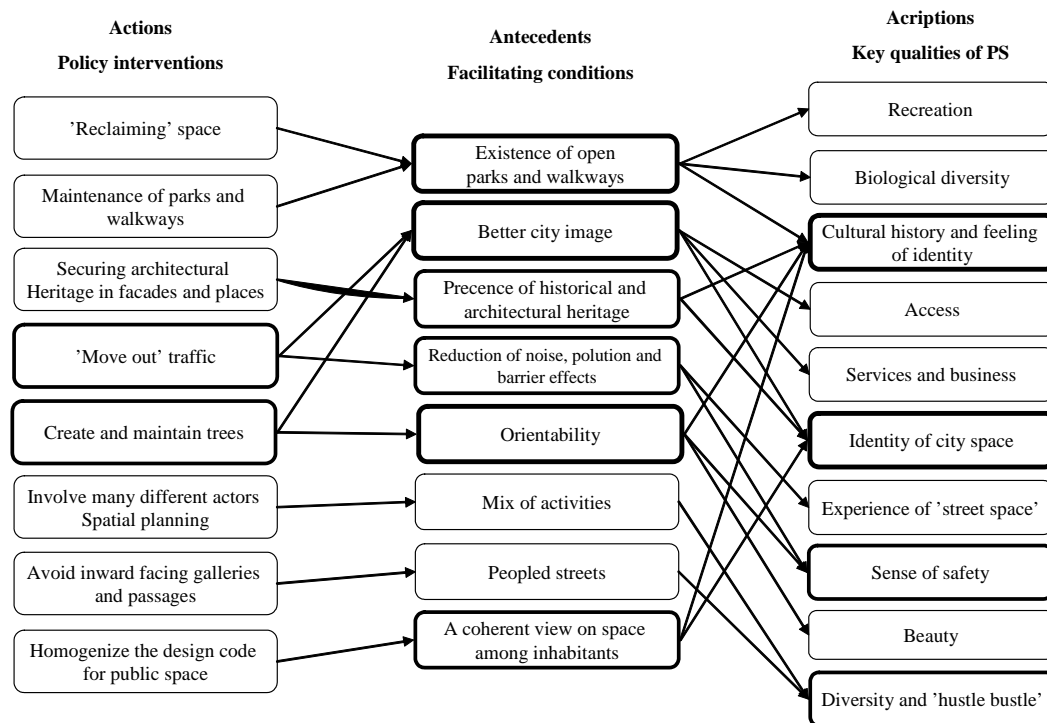 Actions
Policy interventions
’Reclaiming’ space
Maintenance of parks and
walkways
Securing architectural
Heritage in facades and places
’Move out’ traffic
Create and maintain trees
Involve many different actors
Spatial planning
Avoid inward facing galleries
and passages
Homogenize the design code
for public space
Antecedents
Facilitating conditions
Existence of open
parks and walkways
Better city image
Precence of historical and
architectural heritage
Reduction of noise, polution and
barrier effects
Orientability
Mix of activities
Peopled streets
A coherent view on space
among inhabitants
Acriptions
Key qualities of PS
Recreation
Biological diversity
Cultural history and feeling
of identity
Access
Services and business
Identity of city space
Experience of ’street space’
Sense of safety
Beauty
Diversity and ’hustle bustle’